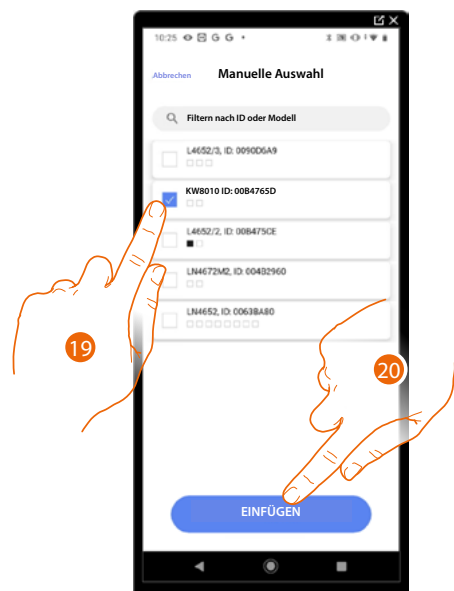 10:25 G G
Abbrechen Manuelle Auswahl
Filtern nach ID oder Modell
L4652/3, ID: 0090D6A9
KW8010 ID: 00B4765D
L4652/2, ID: 00B475CE
LN4672M2, ID: 004B2960
LN4652, ID: 0063BA80
19
20
EINFÜGEN